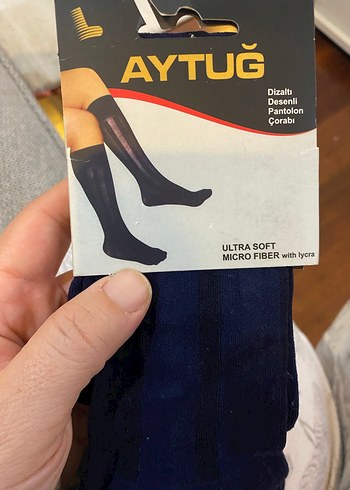 AYTUĞ
Dizaltı
Desenli
Pantolon
Çorabı
ULTRA SOFT
MICRO FIBER with lycra